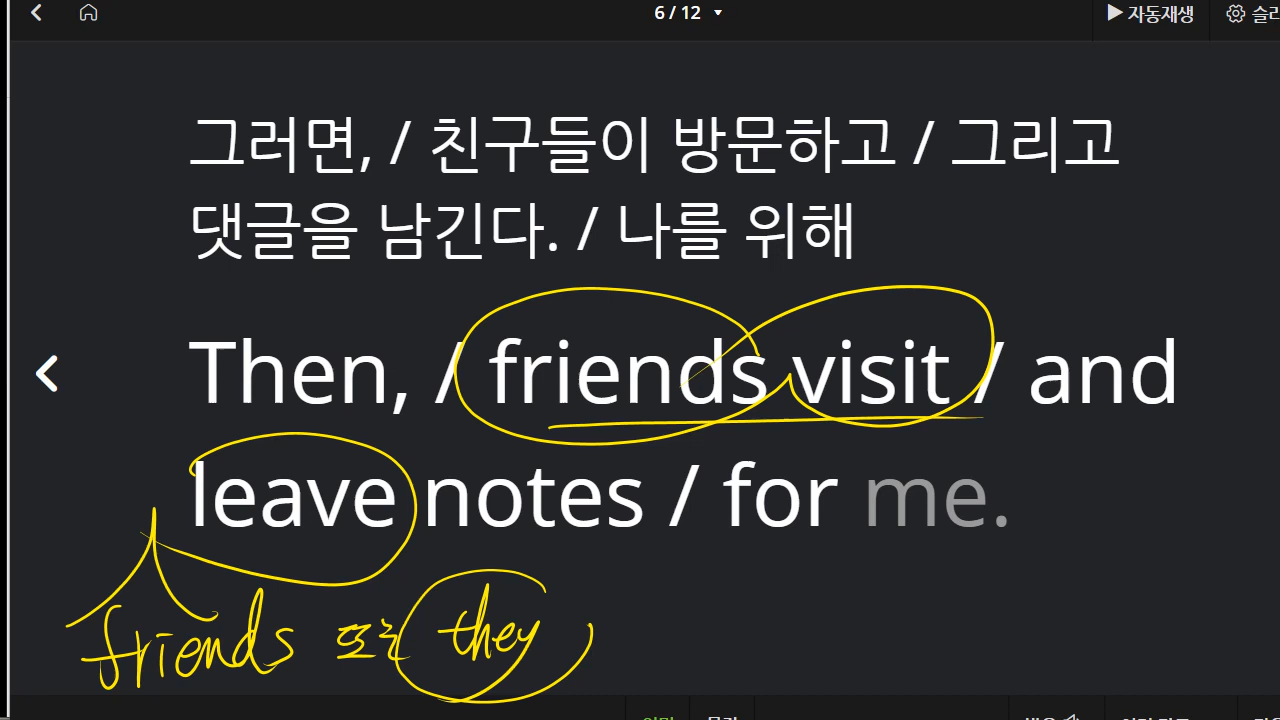 6 / 12
▶ 자동재생
그러면, / 친구들이 방문하고 / 그리고
댓글을 남긴다. / 나를 위해
Then, / friends visit / and
leave notes / for me.
friends 또는 they